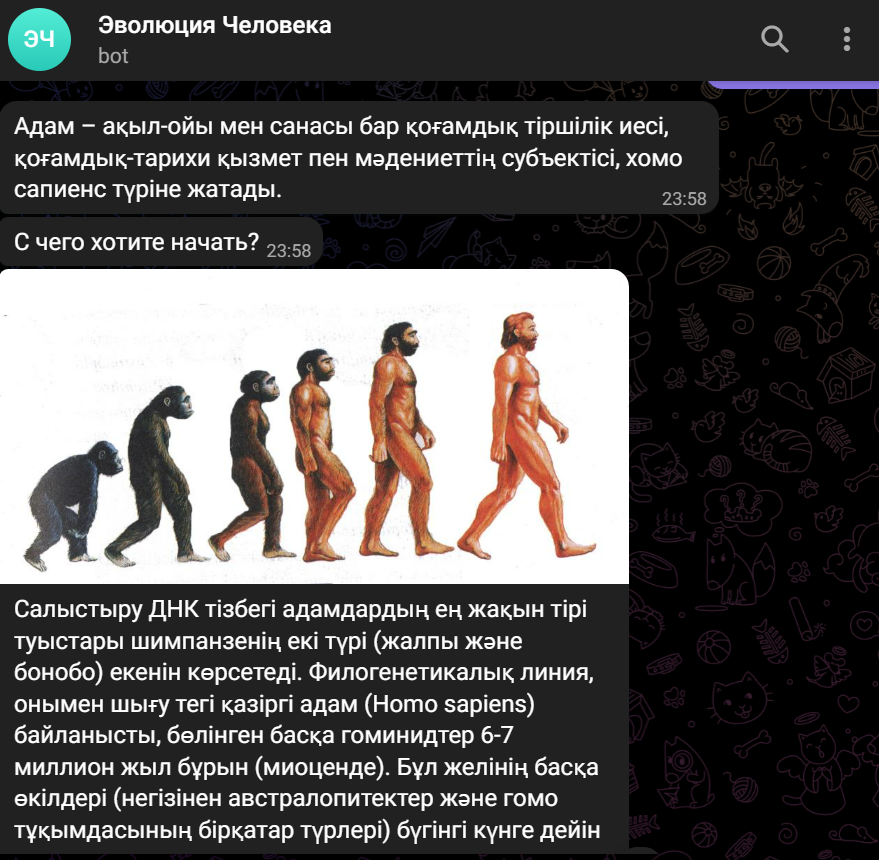 ЭЧ
Эволюция Человека
bot
Адам – ақыл-ойы мен санасы бар қоғамдық тіршілік иесі,
қоғамдық-тарихи қызмет пен мәдениеттің субъектісі, хомо
сапиенс түріне жатады.
23:58
С чего хотите начать? 23:58
Салыстыру ДНК тізбегі адамдардың ең жақын тірі
туыстары шимпанзенің екі түрі (жалпы және
бонобо) екенін көрсетеді. Филогенетикалық линия,
онымен шығу тегі қазіргі адам (Homo sapiens)
байланысты, бөлінген басқа гоминидтер 6-7
миллион жыл бұрын (миоценде). Бұл желінің басқа
өкілдері (негізінен австралопитектер және гомо
тұқымдасының бірқатар түрлері) бүгінгі күнге дейін